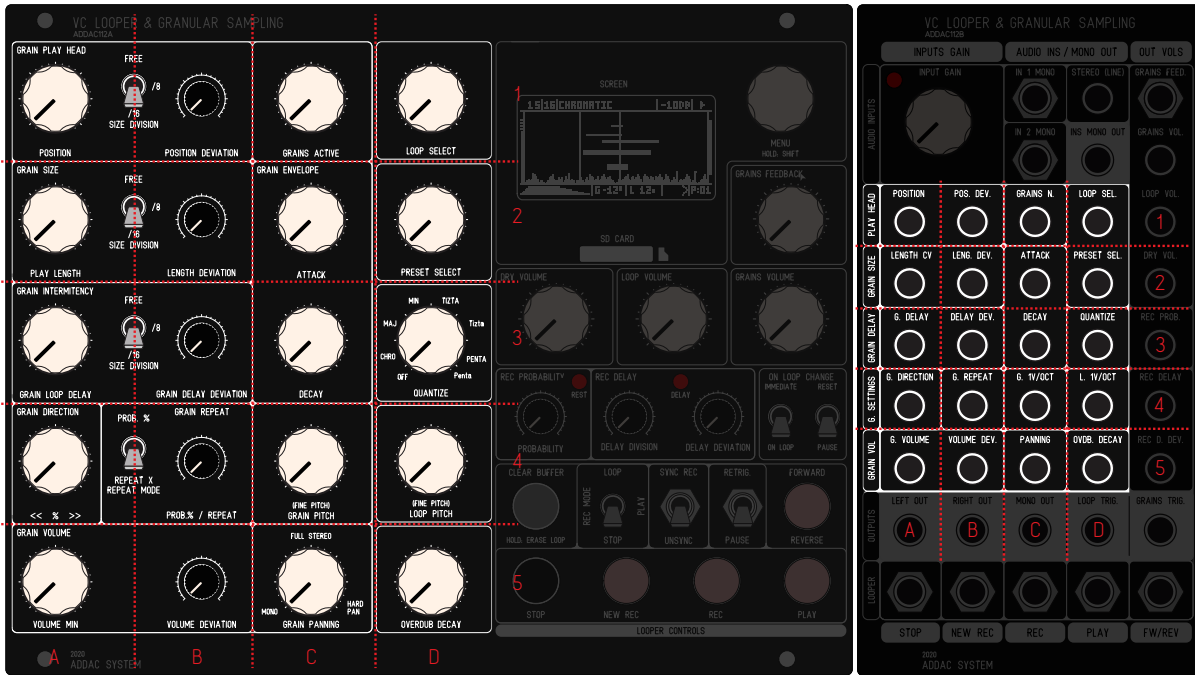 VC LOOPER & GRANULAR SAMPLING
ADDAC112A
GRAIN PLAY HEAD
FREE
/8
/16
SIZE DIVISION
POSITION
POSITION DEVIATION
GRAINS ACTIVE
LOOP SELECT
GRAIN SIZE
FREE
/8
/16
SIZE DIVISION
PLAY LENGTH
LENGTH DEVIATION
GRAIN ENVELOPE
ATTACK
PRESET SELECT
GRAIN INTERMITENCY
FREE
/8
/16
SIZE DIVISION
GRAIN LOOP DELAY
GRAIN DELAY DEVIATION
DECAY
MIN
TIZTA
MAJ
Tizta
CHRO
PENTA
OFF
Penta
QUANTIZE
GRAIN DIRECTION
<< % >>
PROB. %
GRAIN REPEAT
REPEAT X
REPEAT MODE
PROB.% / REPEAT
(FINE PITCH)
GRAIN PITCH
(FINE PITCH)
LOOP PITCH
GRAIN VOLUME
VOLUME MIN
VOLUME DEVIATION
FULL STEREO
MONO
HARD
PAN
GRAIN PANNING
OVERDUB DECAY
A
B
C
D
2020
ADDAC SYSTEM
1
2
3
4
5
SCREEN
15|16|CHROMATIC
SD CARD
MENU
HOLD: SHIFT
GRAINS FEEDBACK
DRY VOLUME
LOOP VOLUME
GRAINS VOLUME
REC PROBABILITY
REST
PROBABILITY
REC DELAY
DELAY
DELAY DIVISION
DELAY DEVIATION
ON LOOP CHANGE
IMMEDIATE
RESET
ON LOOP
PAUSE
CLEAR BUFFER
HOLD: ERASE LOOP
LOOP
REC MODE
PLAY
STOP
SYNC REC
UNSYNC
RETRIG.
PAUSE
FORWARD
REVERSE
STOP
NEW REC
REC
PLAY
LOOPER CONTROLS
VC LOOPER & GRANULAR SAMPLING
ADDAC112B
INPUTS GAIN
AUDIO INS / MONO OUT
OUT VOLS
AUDIO INPUTS
INPUT GAIN
IN 1 MONO
STEREO (LINE)
GRAINS FEED.
IN 2 MONO
INS MONO OUT
GRAINS VOL.
PLAY HEAD
POSITION
POS. DEV.
GRAINS N.
LOOP SEL.
LOOP VOL.
1
GRAIN SIZE
LENGTH CV
LENG. DEV.
ATTACK
PRESET SEL.
DRY VOL.
2
GRAIN DELAY
G. DELAY
DELAY DEV.
DECAY
QUANTIZE
REC PROB.
3
G. SETTINGS
G. DIRECTION
G. REPEAT
G. 1V/OCT
L. 1V/OCT
REC DELAY
4
GRAIN VOL
G. VOLUME
VOLUME DEV.
PANNING
OVDB. DECAY
REC D. DEV.
5
OUTPUTS
LEFT OUT
RIGHT OUT
MONO OUT
LOOP TRIG.
GRAINS TRIG.
A
B
C
D
LOOPER
STOP
NEW REC
REC
PLAY
FW/REV
2020
ADDAC SYSTEM